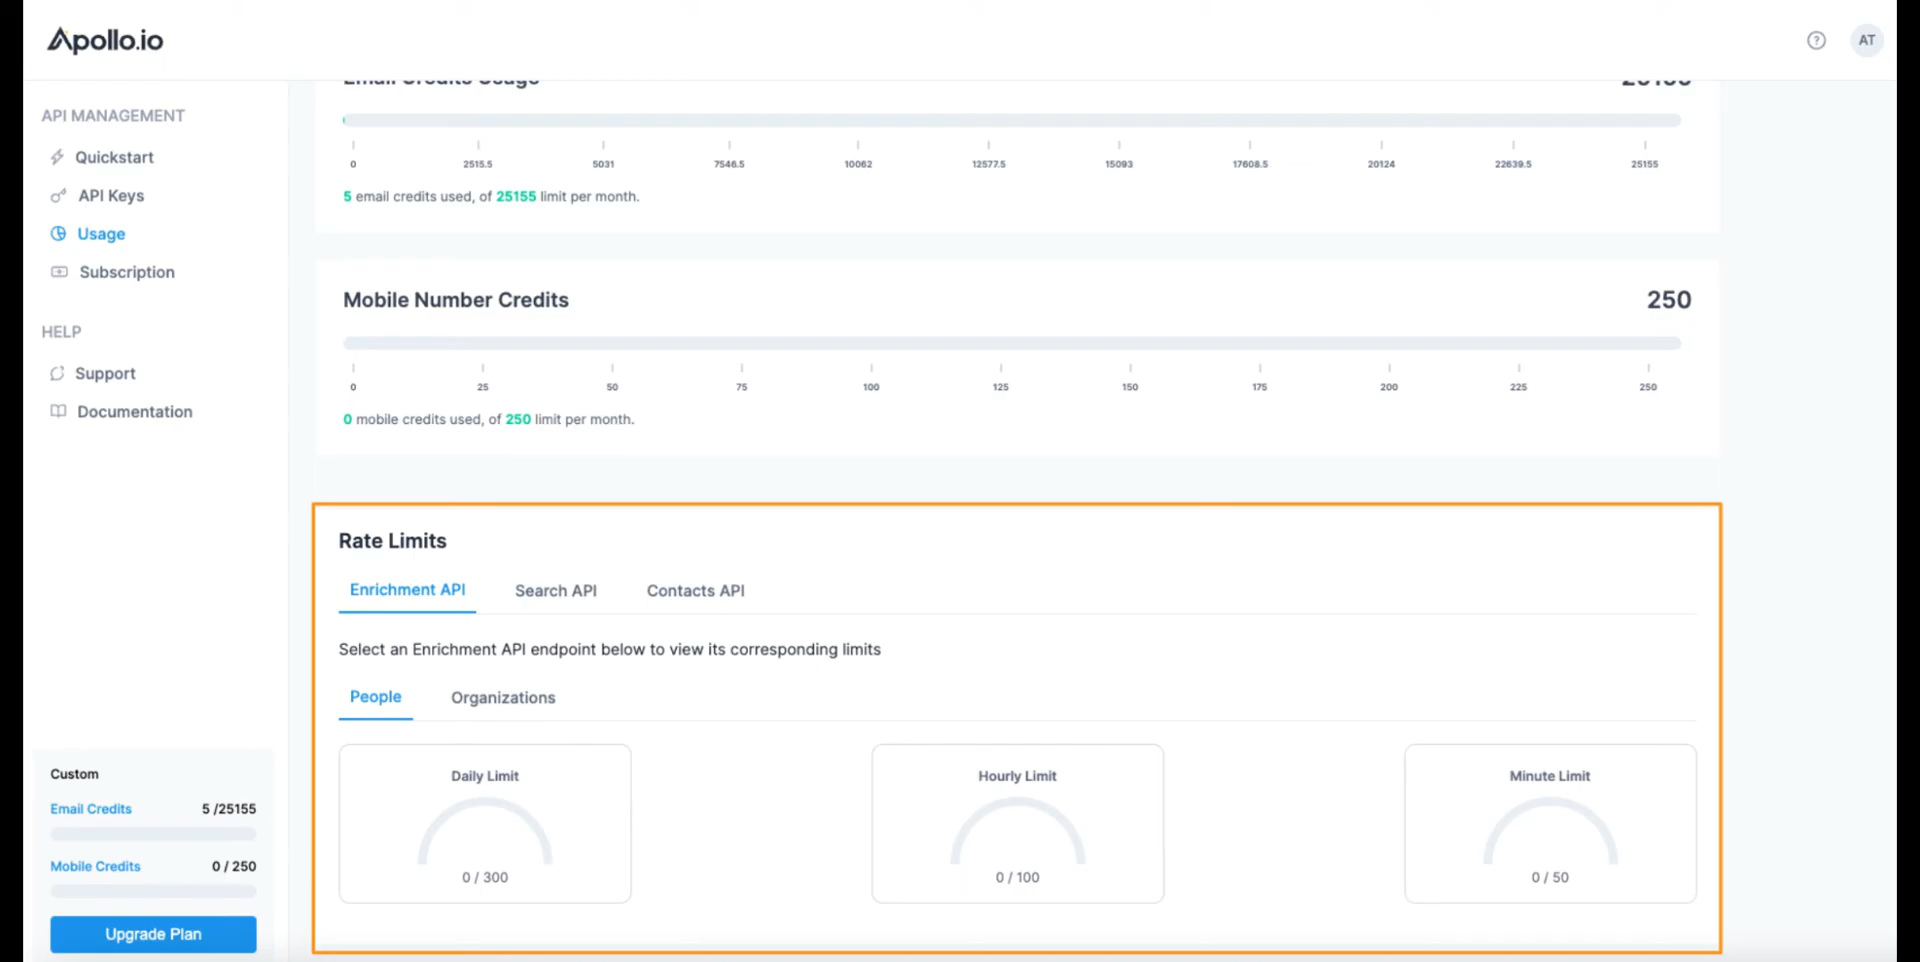 Apollo.io
AT
API MANAGEMENT
Quickstart
API Keys
Usage
Subscription
HELP
Support
Documentation
Custom
Email Credits 5 /25155
Mobile Credits 0 / 250
Upgrade Plan
Email Credits Usage 25155
0 2515.5 5031 7546.5 10062 12577.5 15093 17608.5 20124 22639.5 25155
5 email credits used, of 25155 limit per month.
Mobile Number Credits 250
0 25 50 75 100 125 150 175 200 225 250
0 mobile credits used, of 250 limit per month.
Rate Limits
Enrichment API Search API Contacts API
Select an Enrichment API endpoint below to view its corresponding limits
People Organizations
Daily Limit Hourly Limit Minute Limit
0 / 300 0 / 100 0 / 50